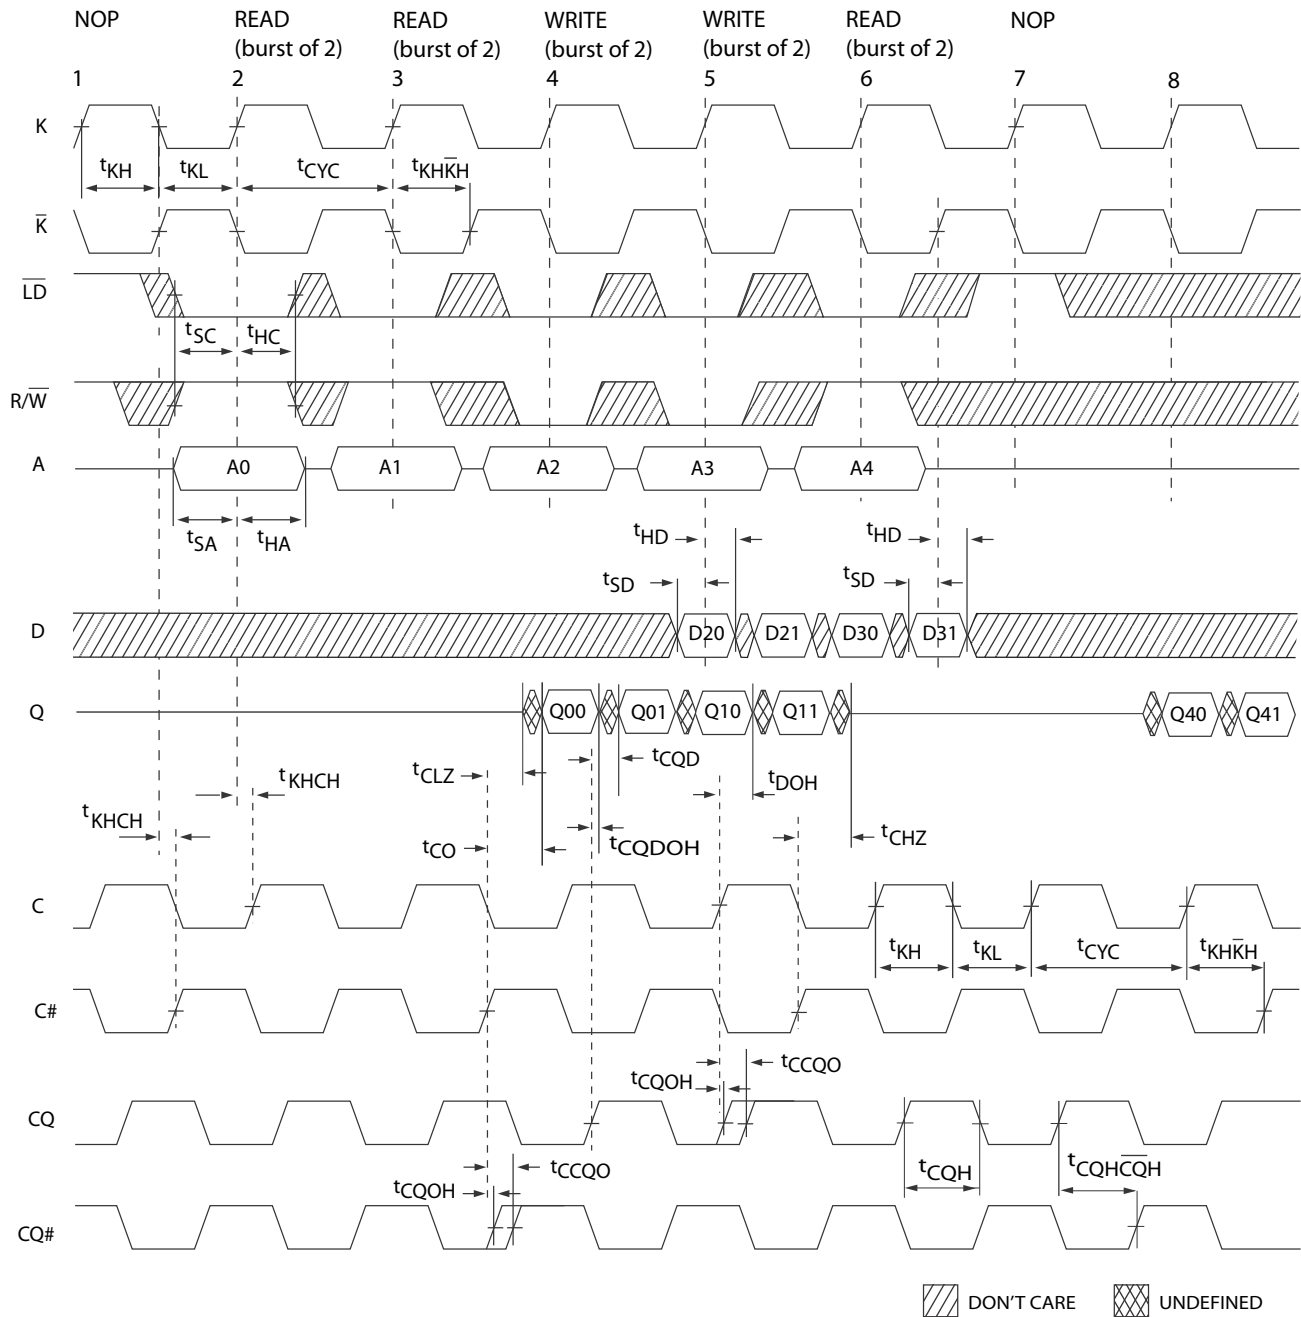 NOP READ READ WRITE WRITE READ NOP
(burst of 2) (burst of 2) (burst of 2) (burst of 2) (burst of 2)
1 2 3 4 5 6 7 8
K
tKH tKL tCYC tKHK̅H
K̅
L̅D̅
tSC tHC
R/W̅
A A0 A1 A2 A3 A4
tSA tHA
tHD tHD
tSD tSD
D D20 D21 D30 D31
Q Q00 Q01 Q10 Q11 Q40 Q41
tCLZ tCQD
tKHCH tDOH
tKHCH
tCO tCQDOH tCHZ
C
tKH tKL tCYC tKHK̅H
C#
tCCQO
tCQOH
CQ
tCCQO tCQH tCQHC̅Q̅H
tCQOH
CQ#
DON'T CARE UNDEFINED